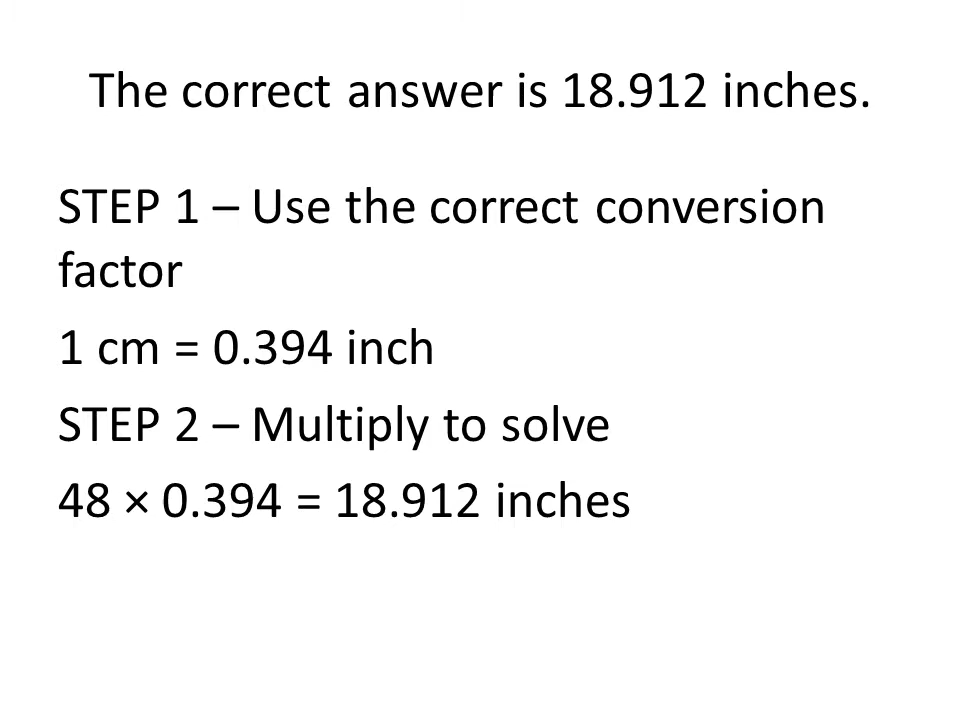 The correct answer is 18.912 inches.
STEP 1 – Use the correct conversion
factor
1 cm = 0.394 inch
STEP 2 – Multiply to solve
48 × 0.394 = 18.912 inches